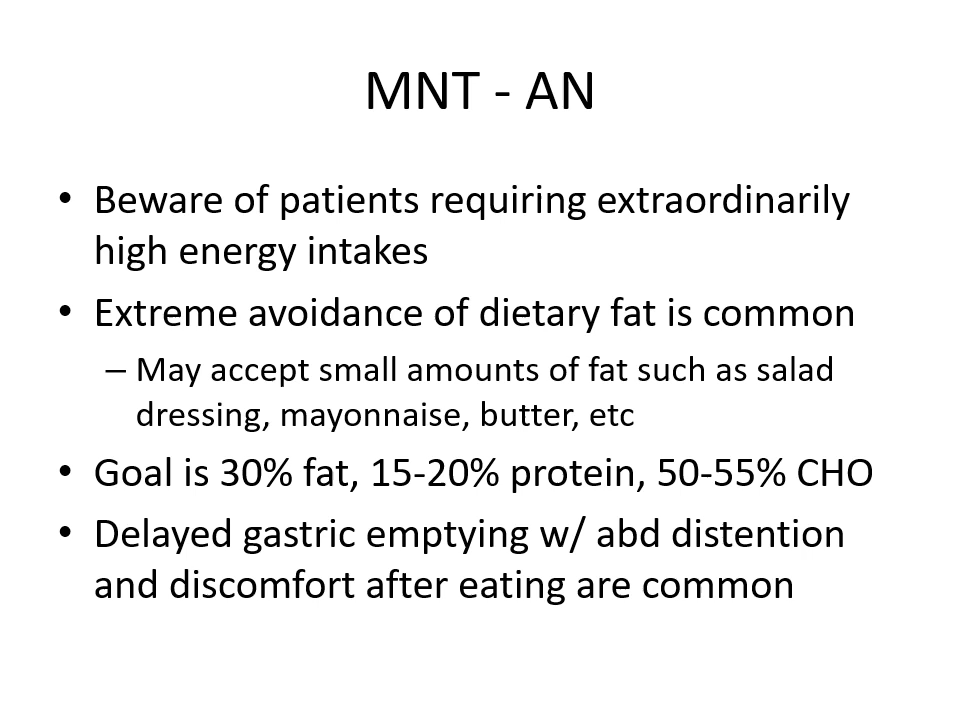 MNT - AN
• Beware of patients requiring extraordinarily
high energy intakes
• Extreme avoidance of dietary fat is common
– May accept small amounts of fat such as salad
dressing, mayonnaise, butter, etc
• Goal is 30% fat, 15-20% protein, 50-55% CHO
• Delayed gastric emptying w/ abd distention
and discomfort after eating are common